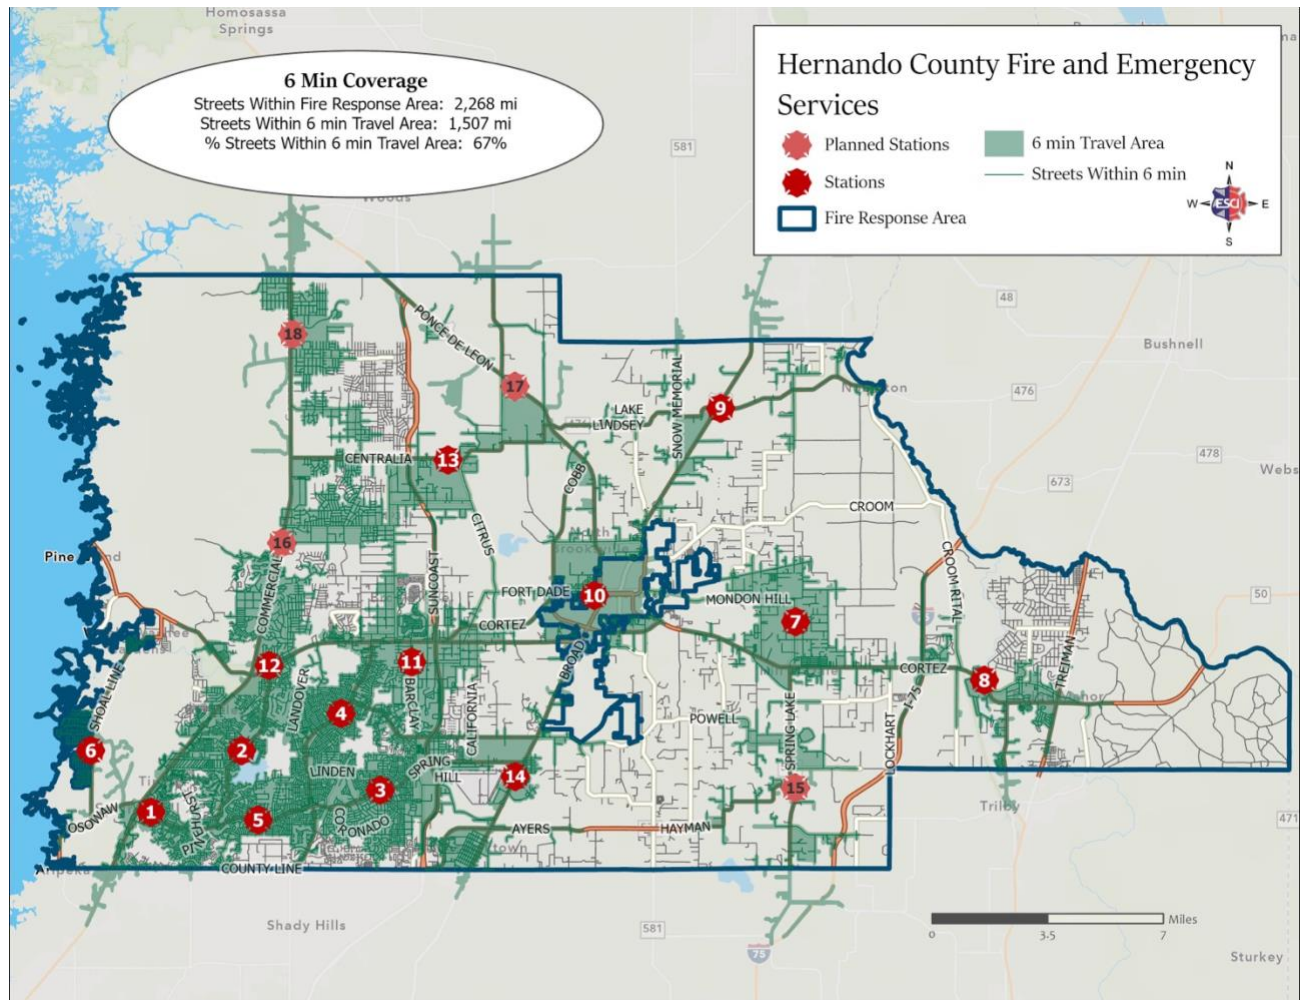 Homosassa
Springs
6 Min Coverage
Streets Within Fire Response Area: 2,268 mi
Streets Within 6 min Travel Area: 1,507 mi
% Streets Within 6 min Travel Area: 67%
Hernando County Fire and Emergency
Services
Planned Stations
Stations
Fire Response Area
6 min Travel Area
Streets Within 6 min
N
W
ESCI
E
S
581
48
Bushnell
476
478
Webs
673
50
471
PONCE DE LEON
18
17
9
LAKE
LINDSEY
SNOW MEMORIAL
CENTRALIA
13
COBB
CITRUS
CROOM
16
Pine
COMMERCIAL
SUNCOAST
FORT DADE
10
MONDON HILL
7
CROOM RITAL
CORTEZ
BROAD
12
11
BARCLAY
LANDOVER
CALIFORNIA
CORTEZ
8
TREIMAN
I-75
SHOAL LINE
4
POWELL
SPRING LAKE
LOCKHART
6
2
LINDEN
SPRING
HILL
14
3
15
Trilby
OSOWAW
1
5
CORONADO
AYERS
HAYMAN
COUNTY LINE
Aripeka
Shady Hills
581
75
Miles
0
3.5
7
Sturkey